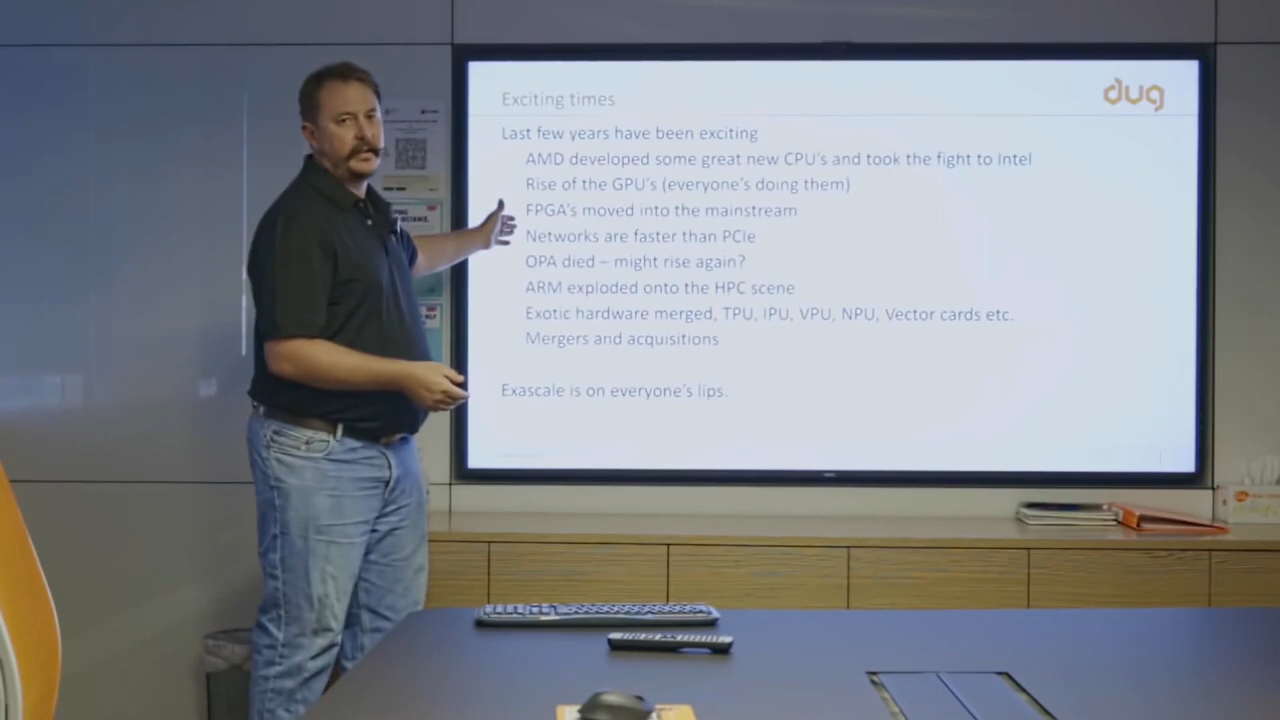 Exciting times
dug
Last few years have been exciting
AMD developed some great new CPU's and took the fight to Intel
Rise of the GPU's (everyone's doing them)
FPGA's moved into the mainstream
Networks are faster than PCIe
OPA died – might rise again?
ARM exploded onto the HPC scene
Exotic hardware merged, TPU, IPU, VPU, NPU, Vector cards etc.
Mergers and acquisitions
Exascale is on everyone's lips.